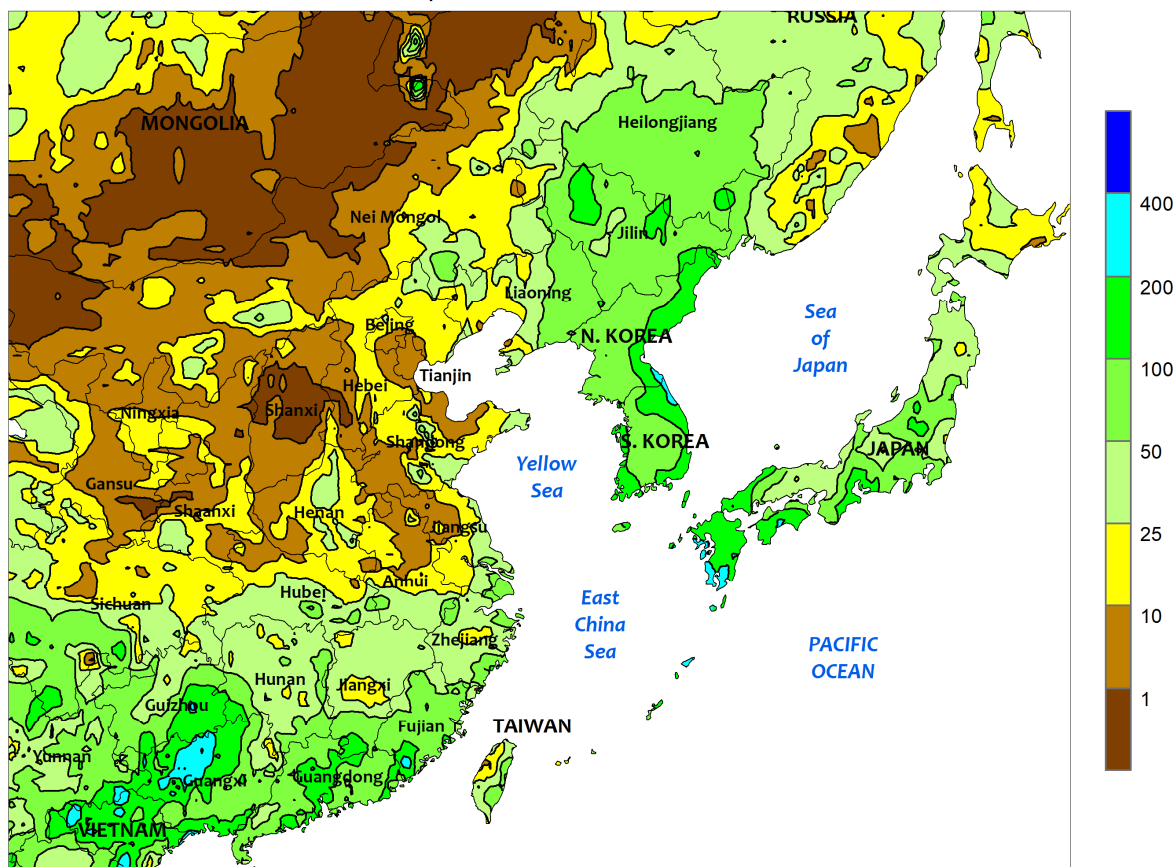 RUSSIA
MONGOLIA
Heilongjiang
400
Nei Mongol
Jilin
200
Liaoning
Sea
of
Japan
Beijing
N. KOREA
100
Tianjin
Hebei
Shanxi
Ningxia
Shandong
S. KOREA
JAPAN
50
Yellow
Sea
Gansu
Shaanxi
Henan
Jiangsu
25
Anhui
Hubei
Sichuan
East
China
Sea
10
Zhejiang
PACIFIC
OCEAN
Hunan
Jiangxi
1
Guizhou
Fujian
TAIWAN
Yunnan
Guangxi
Guangdong
VIETNAM